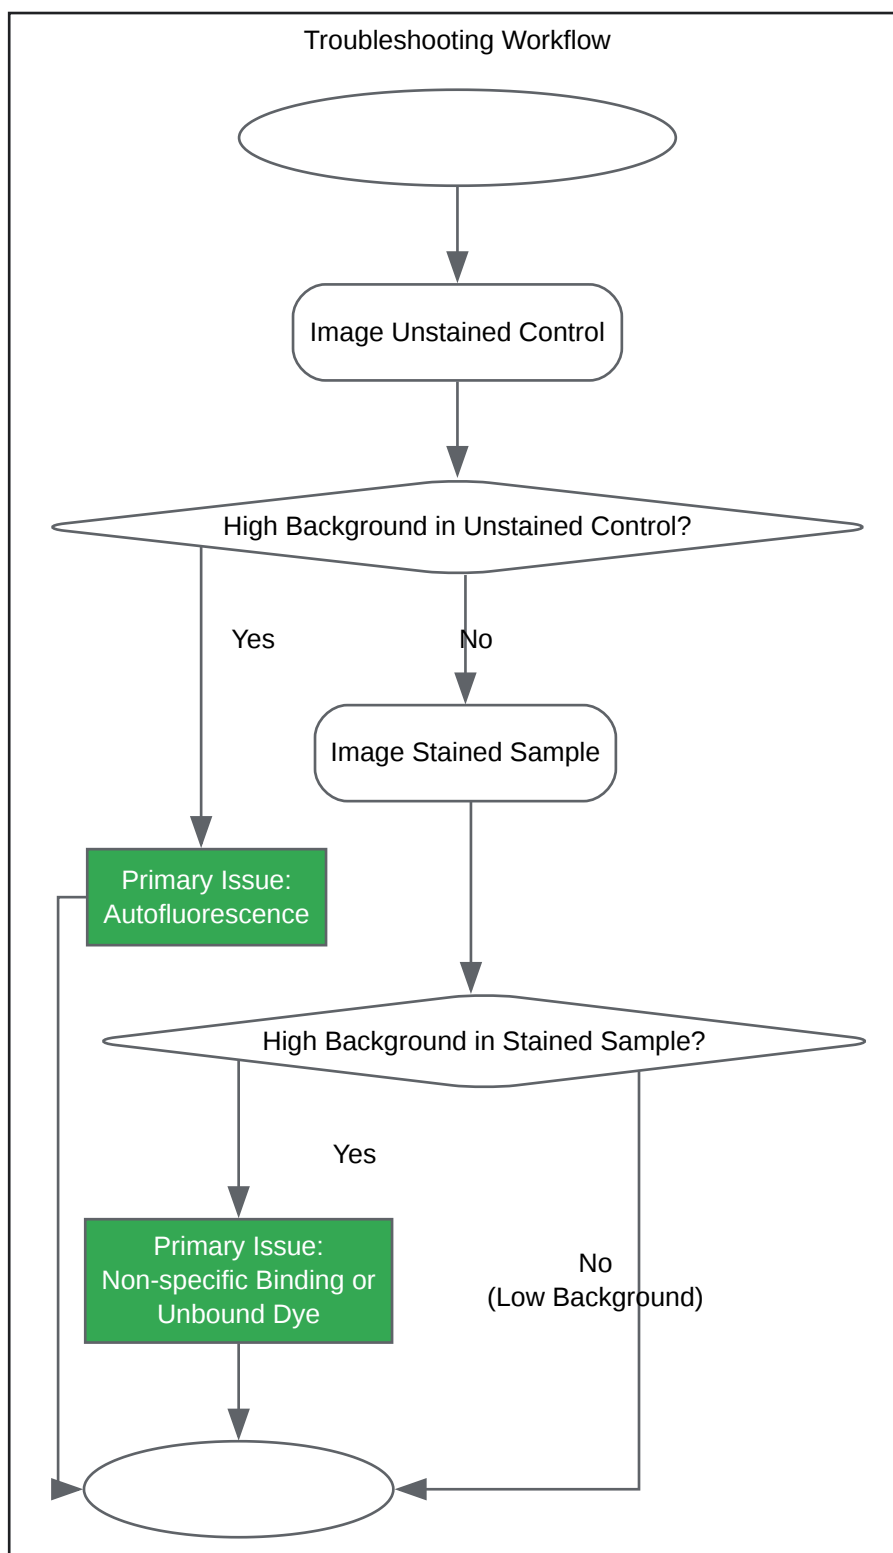 Troubleshooting Workflow
Image Unstained Control
High Background in Unstained Control?
Yes
No
Image Stained Sample
Primary Issue:
Autofluorescence
High Background in Stained Sample?
Yes
Primary Issue:
Non-specific Binding or
Unbound Dye
No
(Low Background)